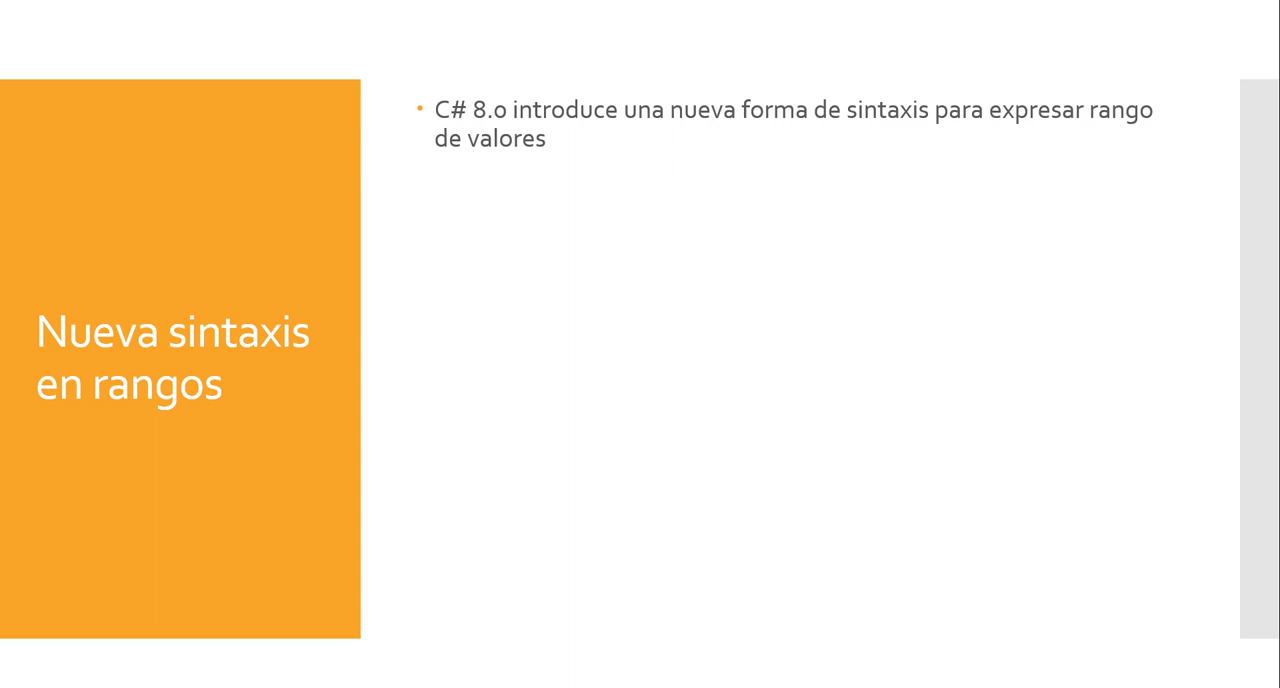 Nueva sintaxis
en rangos
• C# 8.0 introduce una nueva forma de sintaxis para expresar rango
de valores